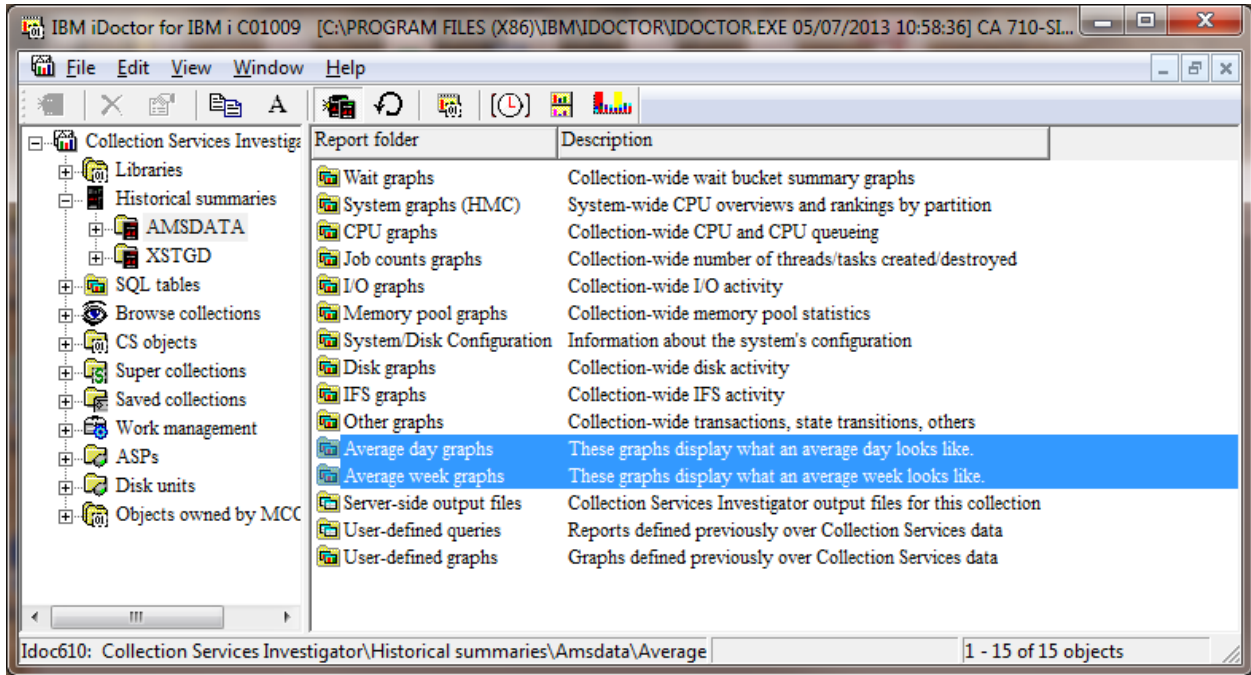 IBM iDoctor for IBM i C01009 [C:\PROGRAM FILES (X86)\IBM\IDOCTOR\IDOCTOR.EXE 05/07/2013 10:58:36] CA 710-SI...
File Edit View Window Help
A
Collection Services Investiga
Libraries
Historical summaries
AMSDATA
XSTGD
SQL tables
Browse collections
CS objects
Super collections
Saved collections
Work management
ASPs
Disk units
Objects owned by MCC
Report folder Description
Wait graphs Collection-wide wait bucket summary graphs
System graphs (HMC) System-wide CPU overviews and rankings by partition
CPU graphs Collection-wide CPU and CPU queueing
Job counts graphs Collection-wide number of threads/tasks created/destroyed
I/O graphs Collection-wide I/O activity
Memory pool graphs Collection-wide memory pool statistics
System/Disk Configuration Information about the system's configuration
Disk graphs Collection-wide disk activity
IFS graphs Collection-wide IFS activity
Other graphs Collection-wide transactions, state transitions, others
Average day graphs These graphs display what an average day looks like.
Average week graphs These graphs display what an average week looks like.
Server-side output files Collection Services Investigator output files for this collection
User-defined queries Reports defined previously over Collection Services data
User-defined graphs Graphs defined previously over Collection Services data
Idoc610: Collection Services Investigator\Historical summaries\Amsdata\Average 1 - 15 of 15 objects